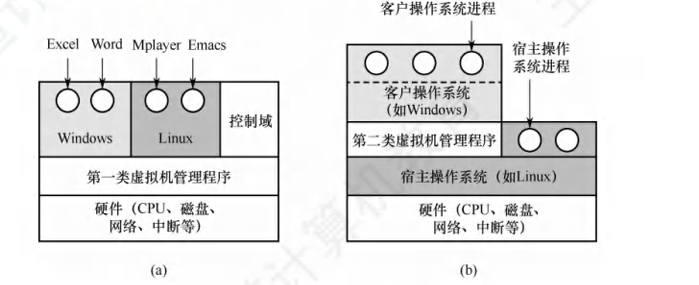 Excel Word Mplayer Emacs
Windows
Linux
控制域
第一类虚拟机管理程序
硬件（CPU、磁盘、
网络、中断等）
(a)
客户操作系统进程
宿主操作
系统进程
客户操作系统
（如Windows）
第二类虚拟机管理程序
宿主操作系统（如Linux）
硬件（CPU、磁盘、
网络、中断等）
(b)